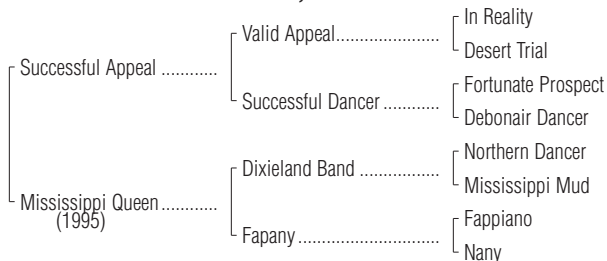 In Reality
Valid Appeal
Desert Trial
Successful Appeal
Fortunate Prospect
Successful Dancer
Debonair Dancer
Northern Dancer
Dixieland Band
Mississippi Mud
Mississippi Queen
(1995)
Fappiano
Fapany
Nany